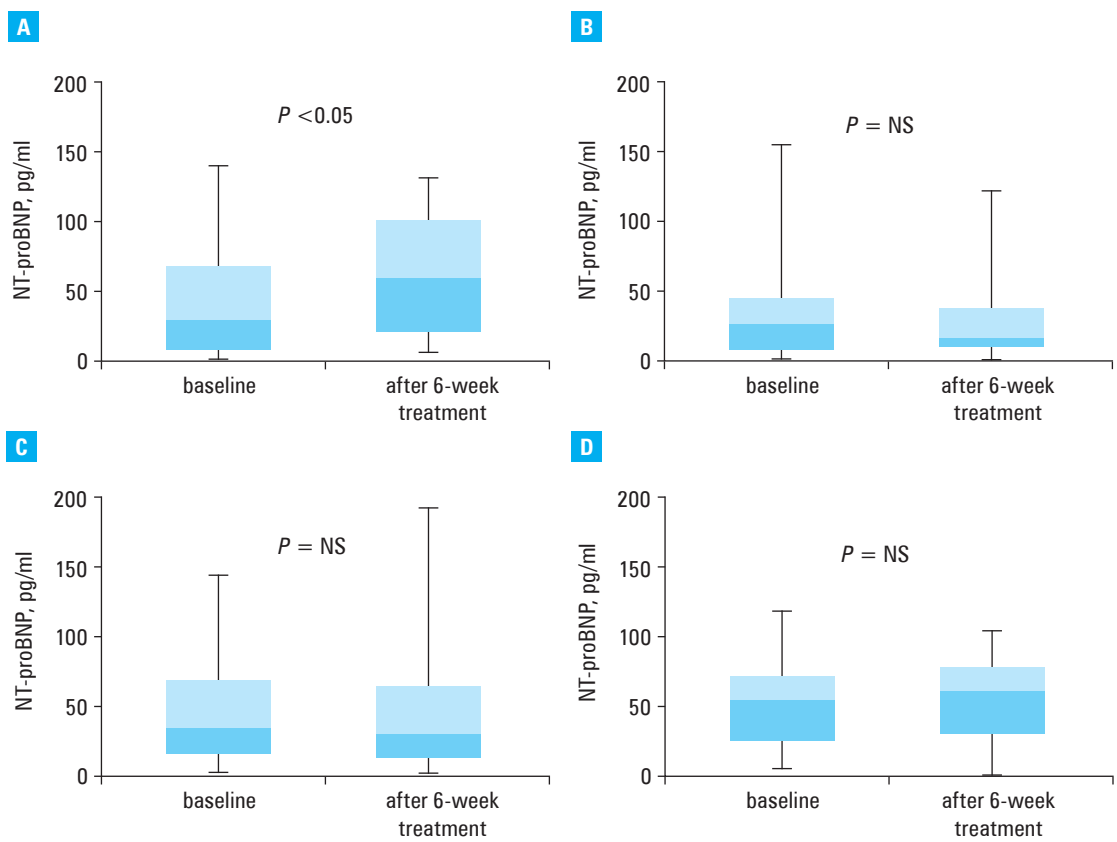 A
NT-proBNP, pg/ml
200
150
100
50
0
P <0.05
baseline
after 6-week
treatment
B
NT-proBNP, pg/ml
200
150
100
50
0
P = NS
baseline
after 6-week
treatment
C
NT-proBNP, pg/ml
200
150
100
50
0
P = NS
baseline
after 6-week
treatment
D
NT-proBNP, pg/ml
200
150
100
50
0
P = NS
baseline
after 6-week
treatment